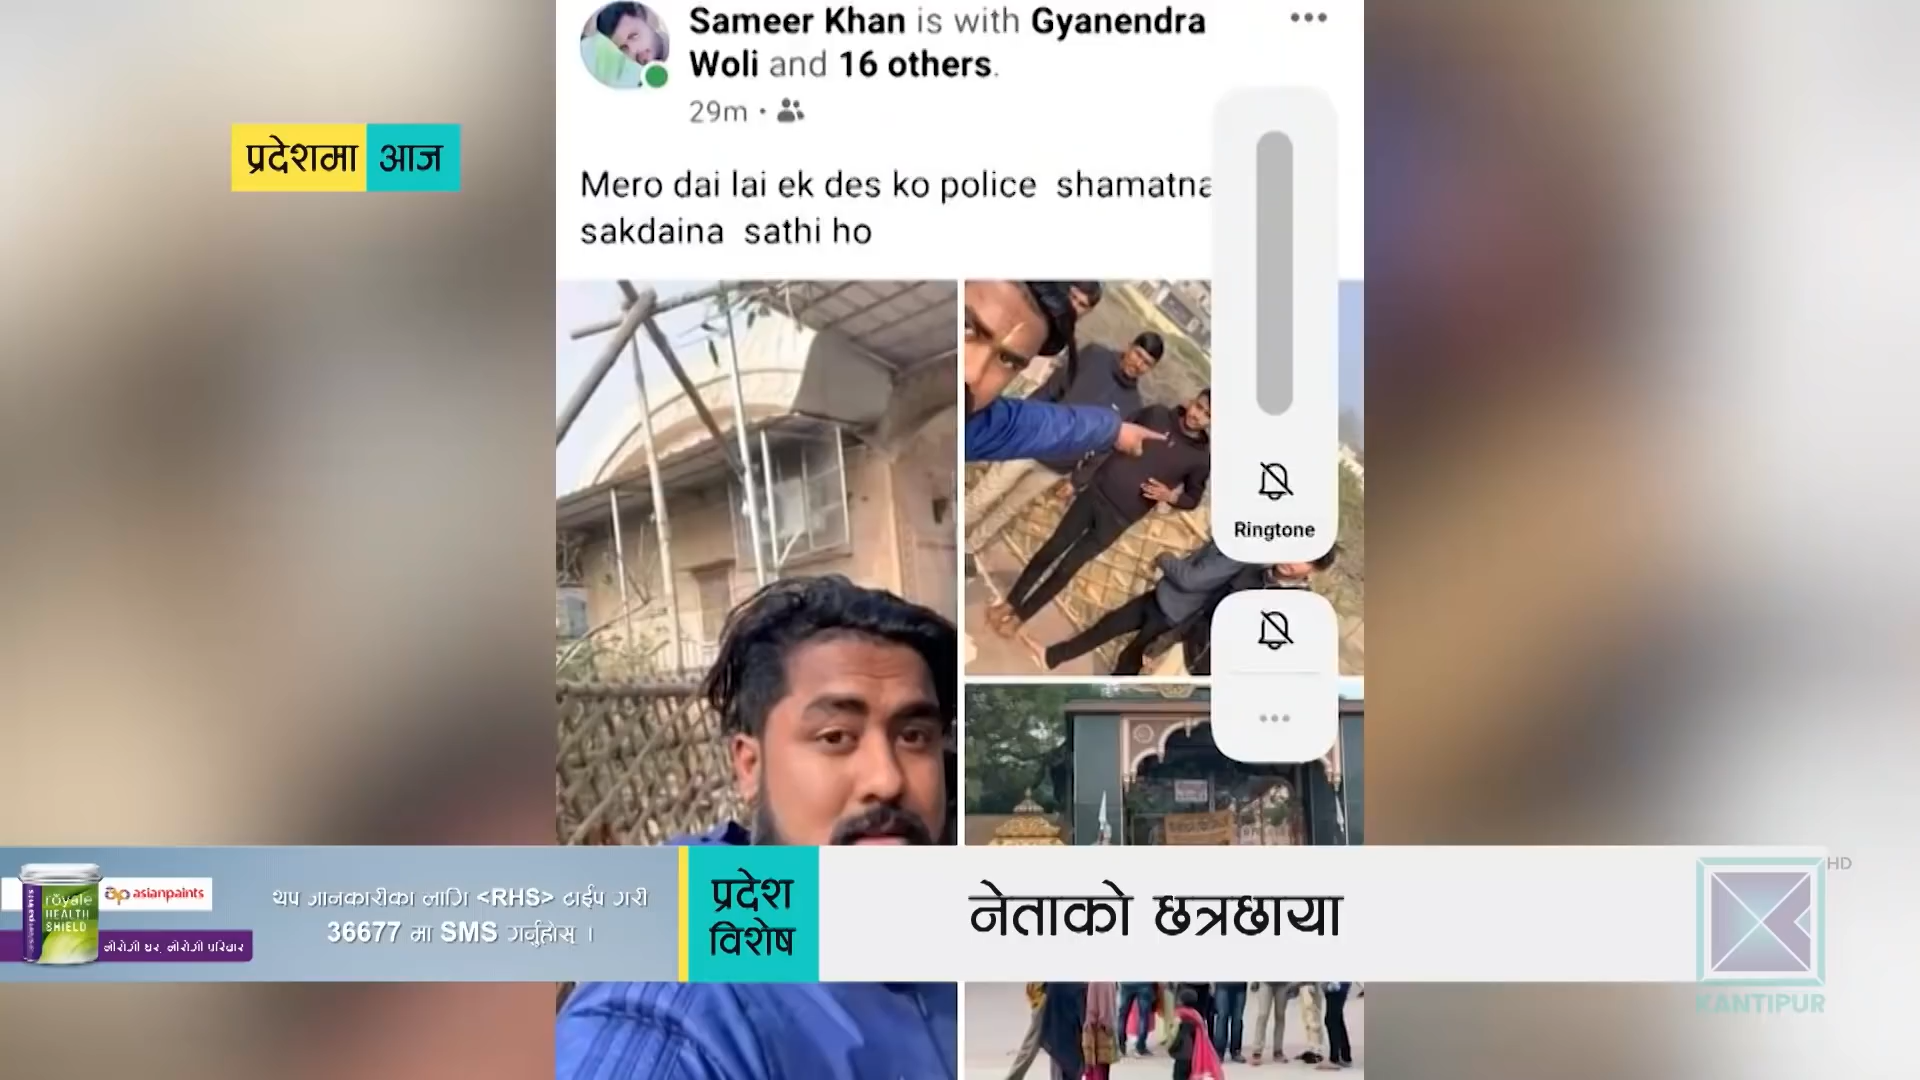 Sameer Khan is with Gyanendra
Woli and 16 others.
29m
प्रदेशमा आज
Mero dai lai ek des ko police shamatna
sakdaina sathi ho
Ringtone
asianpaints
royale
HEALTH
SHIELD
नीरोगी घर, नीरोगी परिवार
थप जानकारीका लागि <RHS> टाईप गरी
36677 मा SMS गर्नुहोस् ।
प्रदेश
विशेष
नेताको छत्रछाया
HD
KANTIPUR